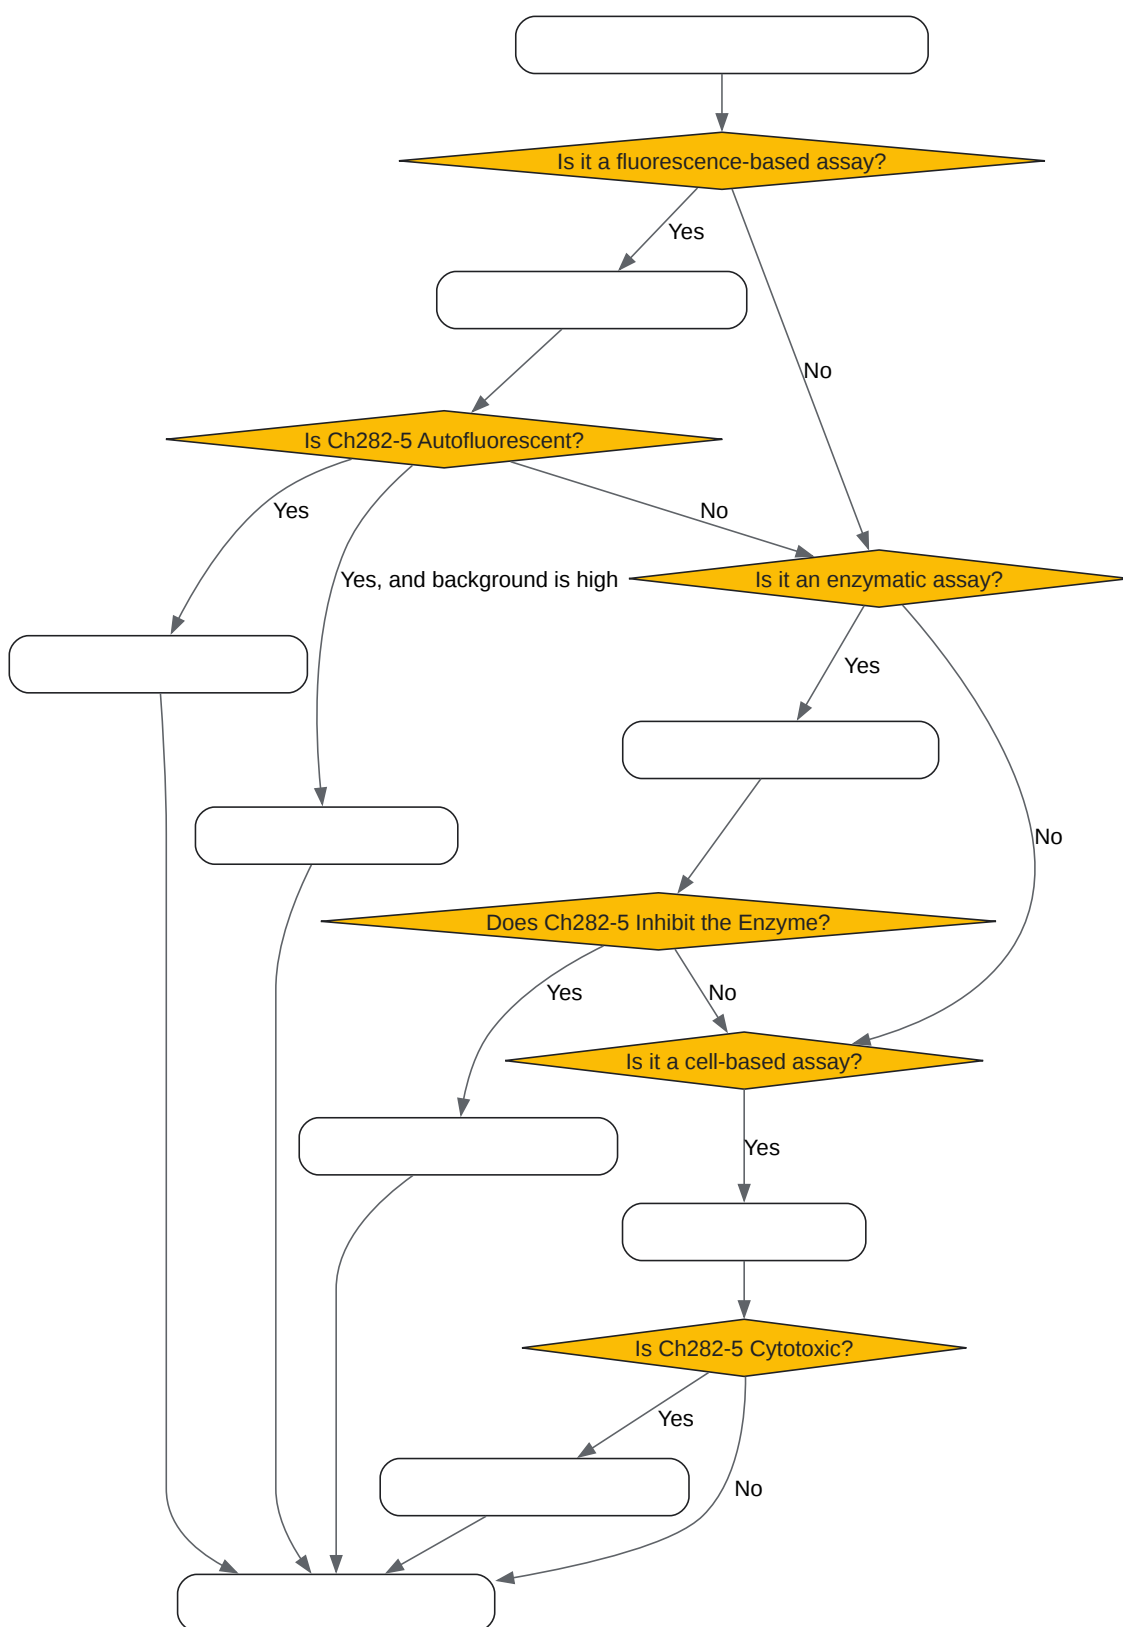 Is it a fluorescence-based assay?
Yes
No
Is Ch282-5 Autofluorescent?
Yes
No
Yes, and background is high
Is it an enzymatic assay?
Yes
No
Does Ch282-5 Inhibit the Enzyme?
Yes
No
Is it a cell-based assay?
Yes
Is Ch282-5 Cytotoxic?
Yes
No